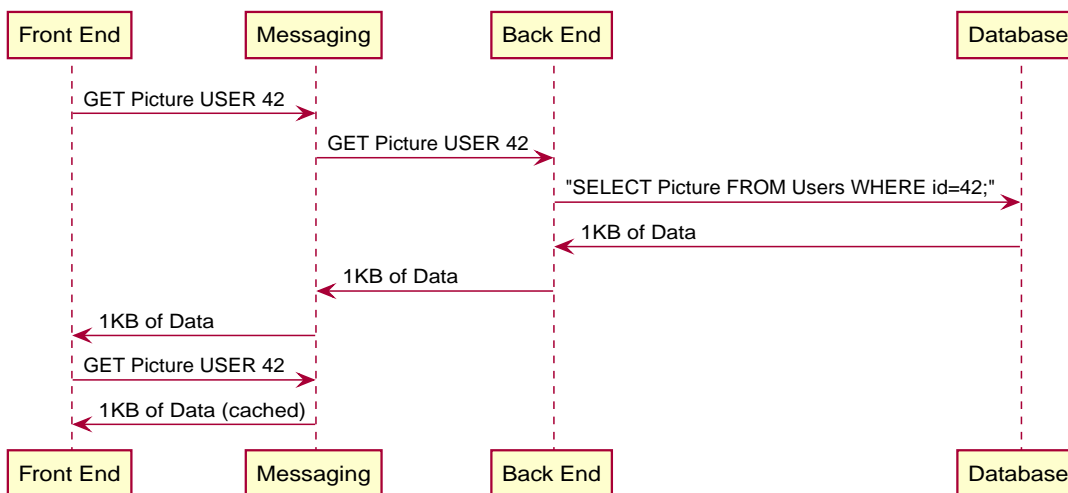 Front End Messaging Back End Database
GET Picture USER 42
GET Picture USER 42
"SELECT Picture FROM Users WHERE id=42;"
1KB of Data
1KB of Data
1KB of Data
GET Picture USER 42
1KB of Data (cached)
Front End Messaging Back End Database